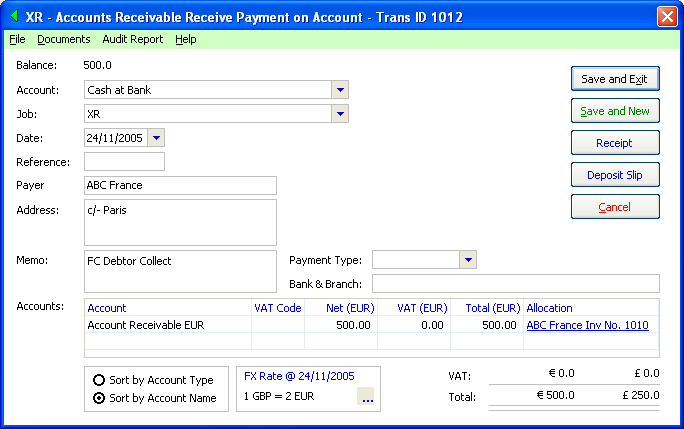 XR - Accounts Receivable Receive Payment on Account - Trans ID 1012
File Documents Audit Report Help
Balance: 500.0
Account: Cash at Bank
Save and Exit
Job: XR
Save and New
Date: 24/11/2005
Receipt
Reference:
Deposit Slip
Payer ABC France
Address: c/- Paris
Cancel
Memo: FC Debtor Collect
Payment Type:
Bank & Branch:
Accounts:
Account VAT Code Net (EUR) VAT (EUR) Total (EUR) Allocation
Account Receivable EUR 500.00 0.00 500.00 ABC France Inv No. 1010
Sort by Account Type
Sort by Account Name
FX Rate @ 24/11/2005
1 GBP = 2 EUR ...
VAT: € 0.0 £ 0.0
Total: € 500.0 £ 250.0